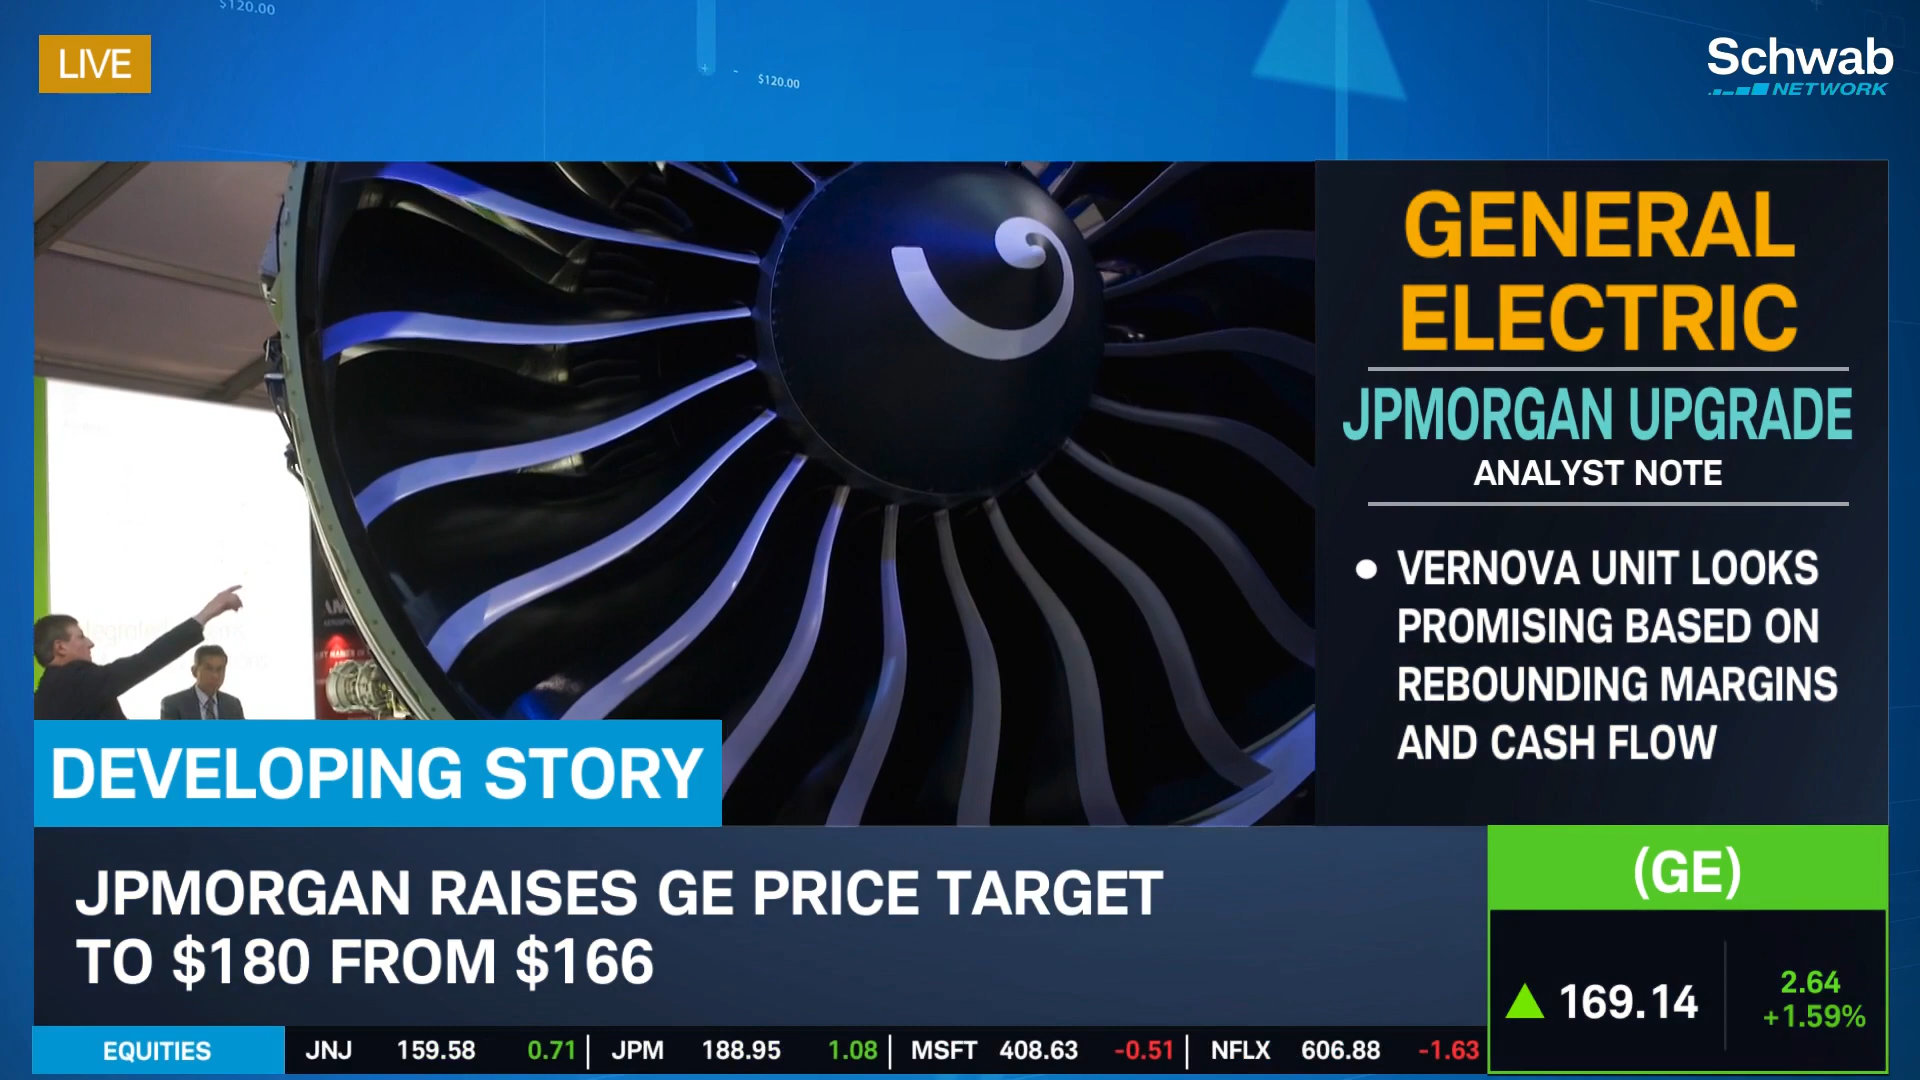 $120.00
LIVE
$120.00
Schwab
NETWORK
GENERAL
ELECTRIC
JPMORGAN UPGRADE
ANALYST NOTE
● VERNOVA UNIT LOOKS
PROMISING BASED ON
REBOUNDING MARGINS
AND CASH FLOW
DEVELOPING STORY
JPMORGAN RAISES GE PRICE TARGET
TO $180 FROM $166
(GE)
▲ 169.14
2.64
+1.59%
EQUITIES JNJ 159.58 0.71 | JPM 188.95 1.08 | MSFT 408.63 -0.51 | NFLX 606.88 -1.63